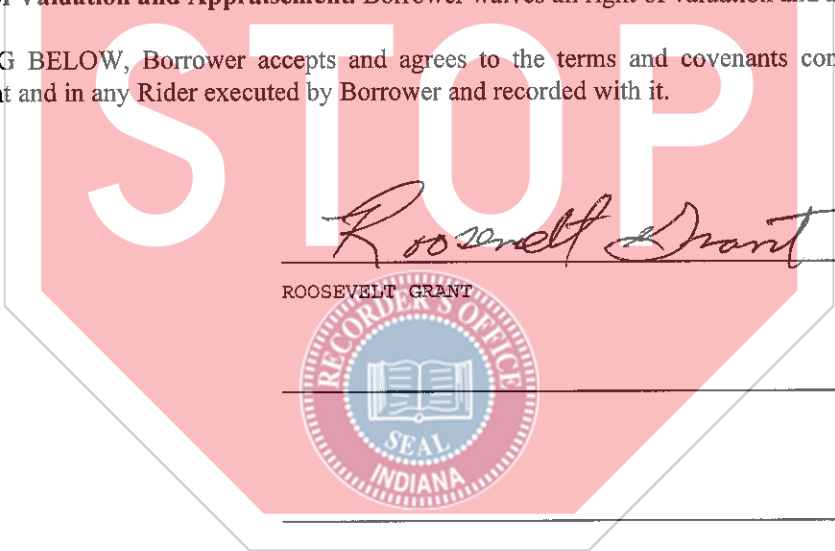 Valuation and Appraisement. Borrower waives all right of valuation and
G BELOW, Borrower accepts and agrees to the terms and covenants con
nt and in any Rider executed by Borrower and recorded with it.
STOP
Roosevelt Grant
ROOSEVELT GRANT
RECORDER'S OFFICE
SEAL
INDIANA